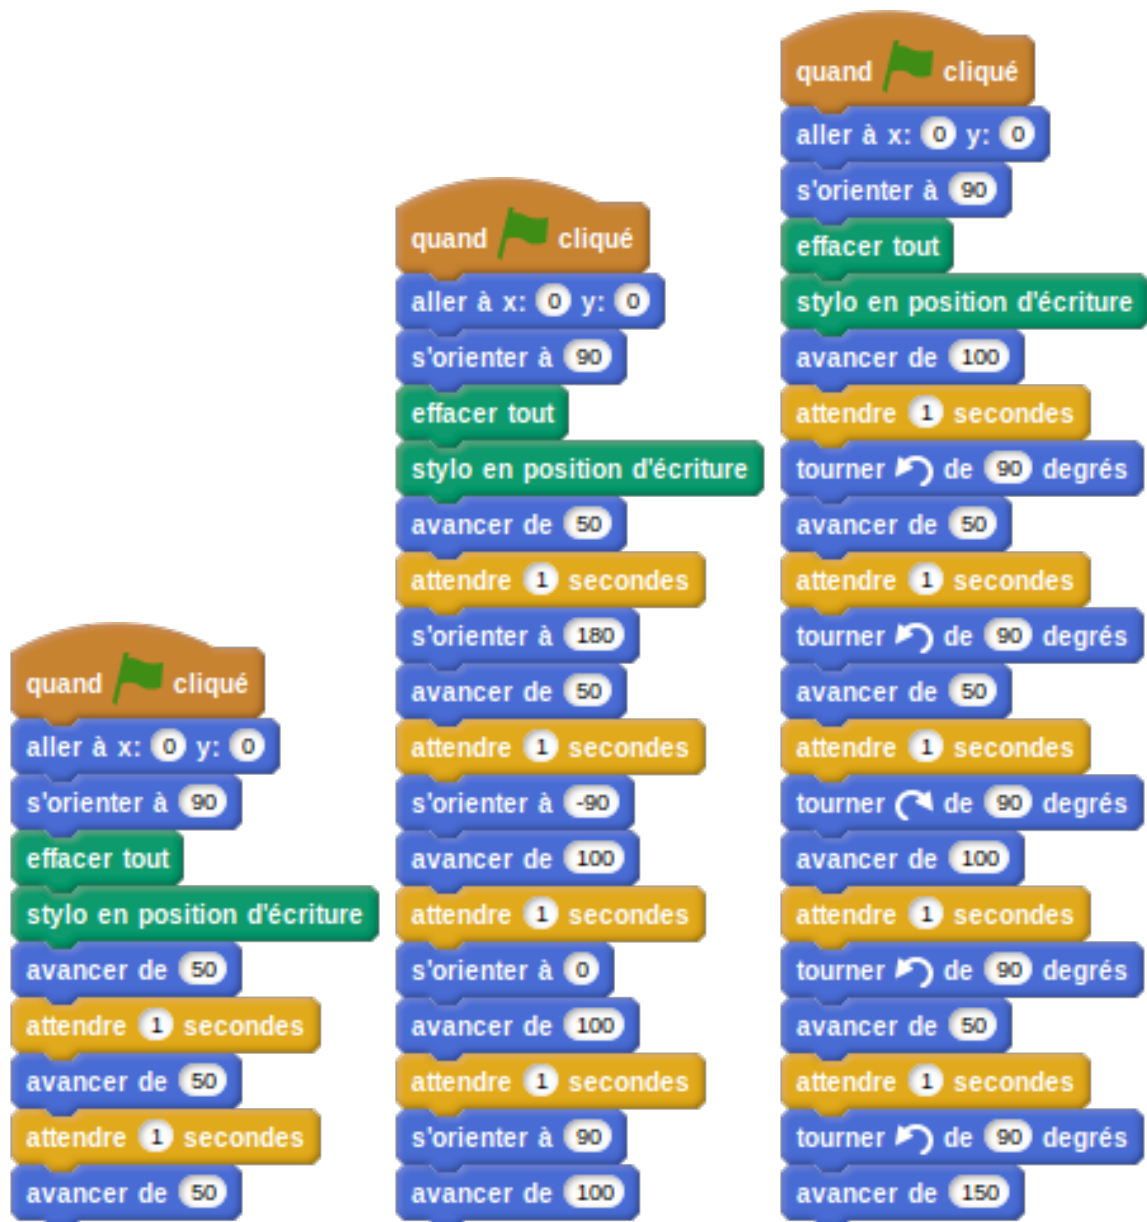 quand cliqué
aller à x: 0 y: 0
s'orienter à 90
effacer tout
stylo en position d'écriture
avancer de 50
attendre 1 secondes
avancer de 50
attendre 1 secondes
avancer de 50
quand cliqué
aller à x: 0 y: 0
s'orienter à 90
effacer tout
stylo en position d'écriture
avancer de 50
attendre 1 secondes
s'orienter à 180
avancer de 50
attendre 1 secondes
s'orienter à -90
avancer de 100
attendre 1 secondes
s'orienter à 0
avancer de 100
attendre 1 secondes
s'orienter à 90
avancer de 100
quand cliqué
aller à x: 0 y: 0
s'orienter à 90
effacer tout
stylo en position d'écriture
avancer de 100
attendre 1 secondes
tourner de 90 degrés
avancer de 50
attendre 1 secondes
tourner de 90 degrés
avancer de 50
attendre 1 secondes
tourner de 90 degrés
avancer de 100
attendre 1 secondes
tourner de 90 degrés
avancer de 50
attendre 1 secondes
tourner de 90 degrés
avancer de 150